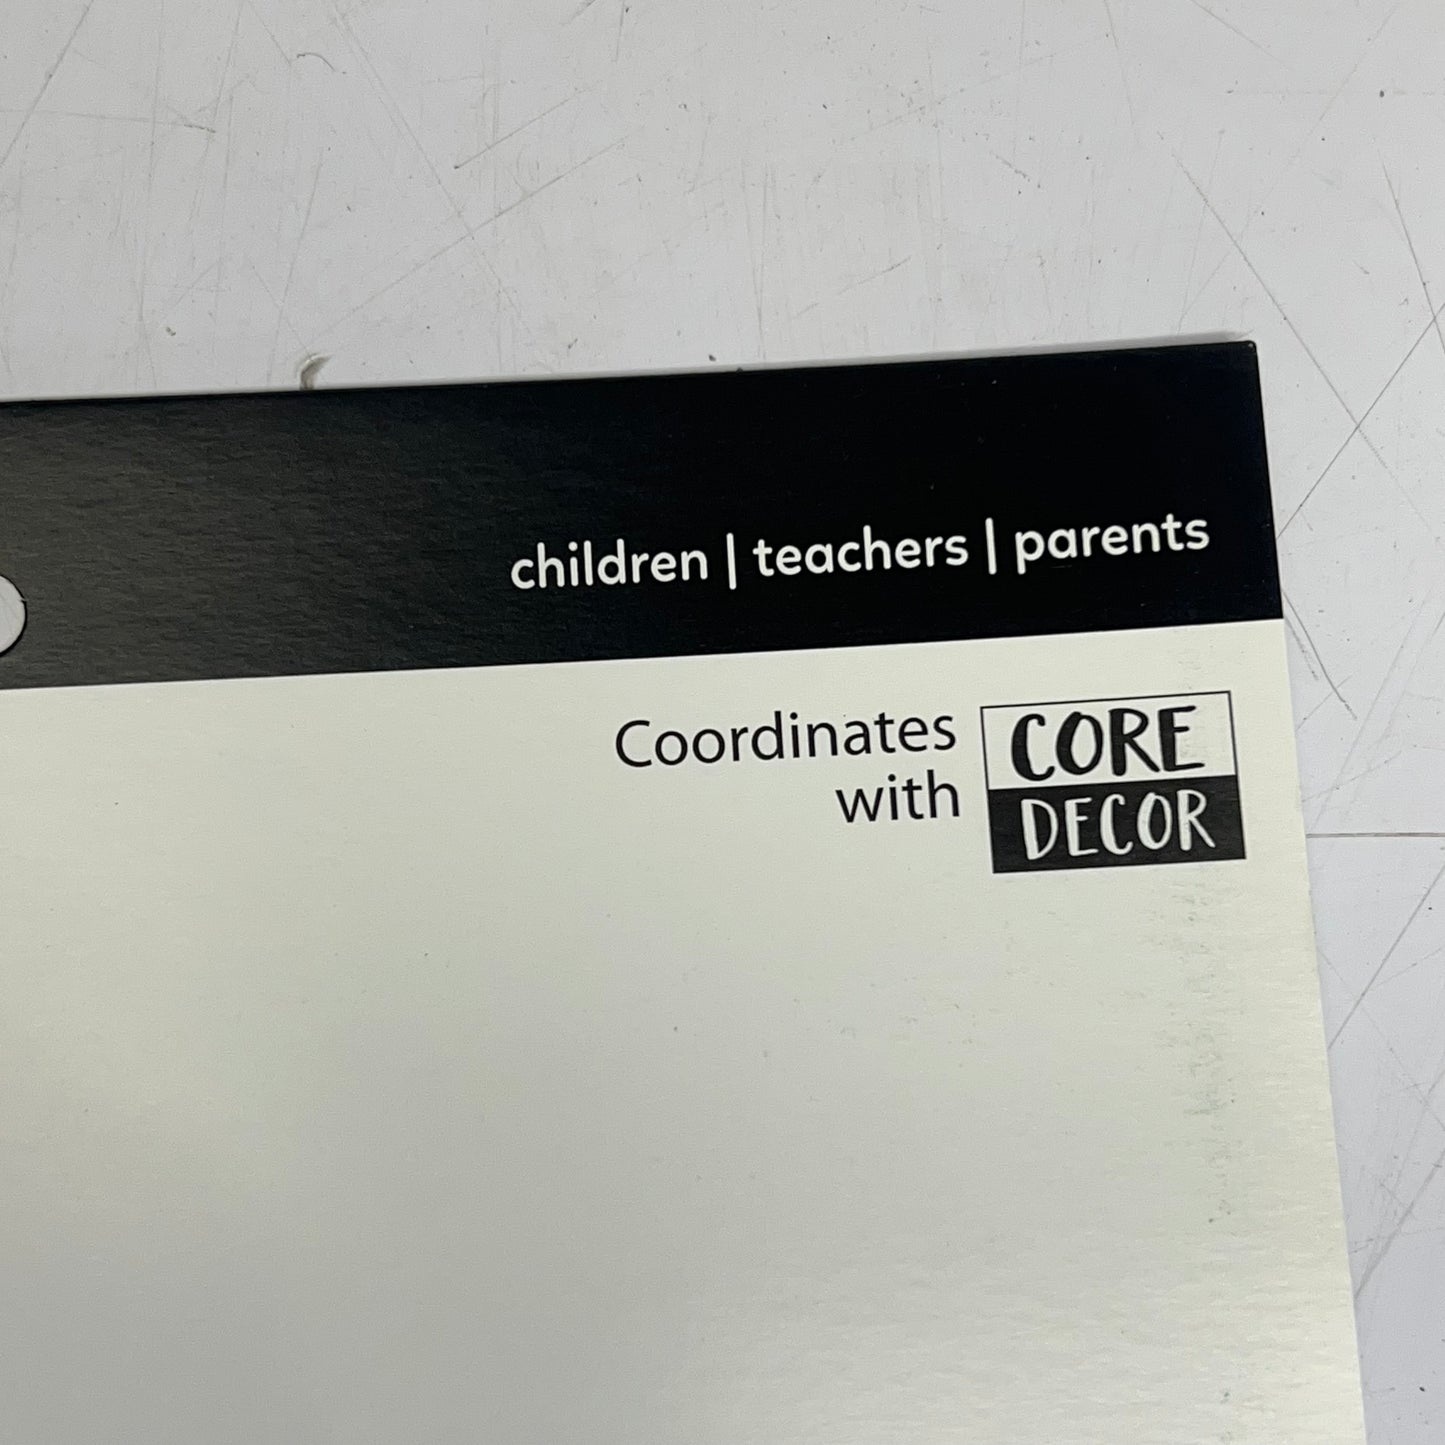 children | teachers | parents
Coordinates
with
CORE
DECOR